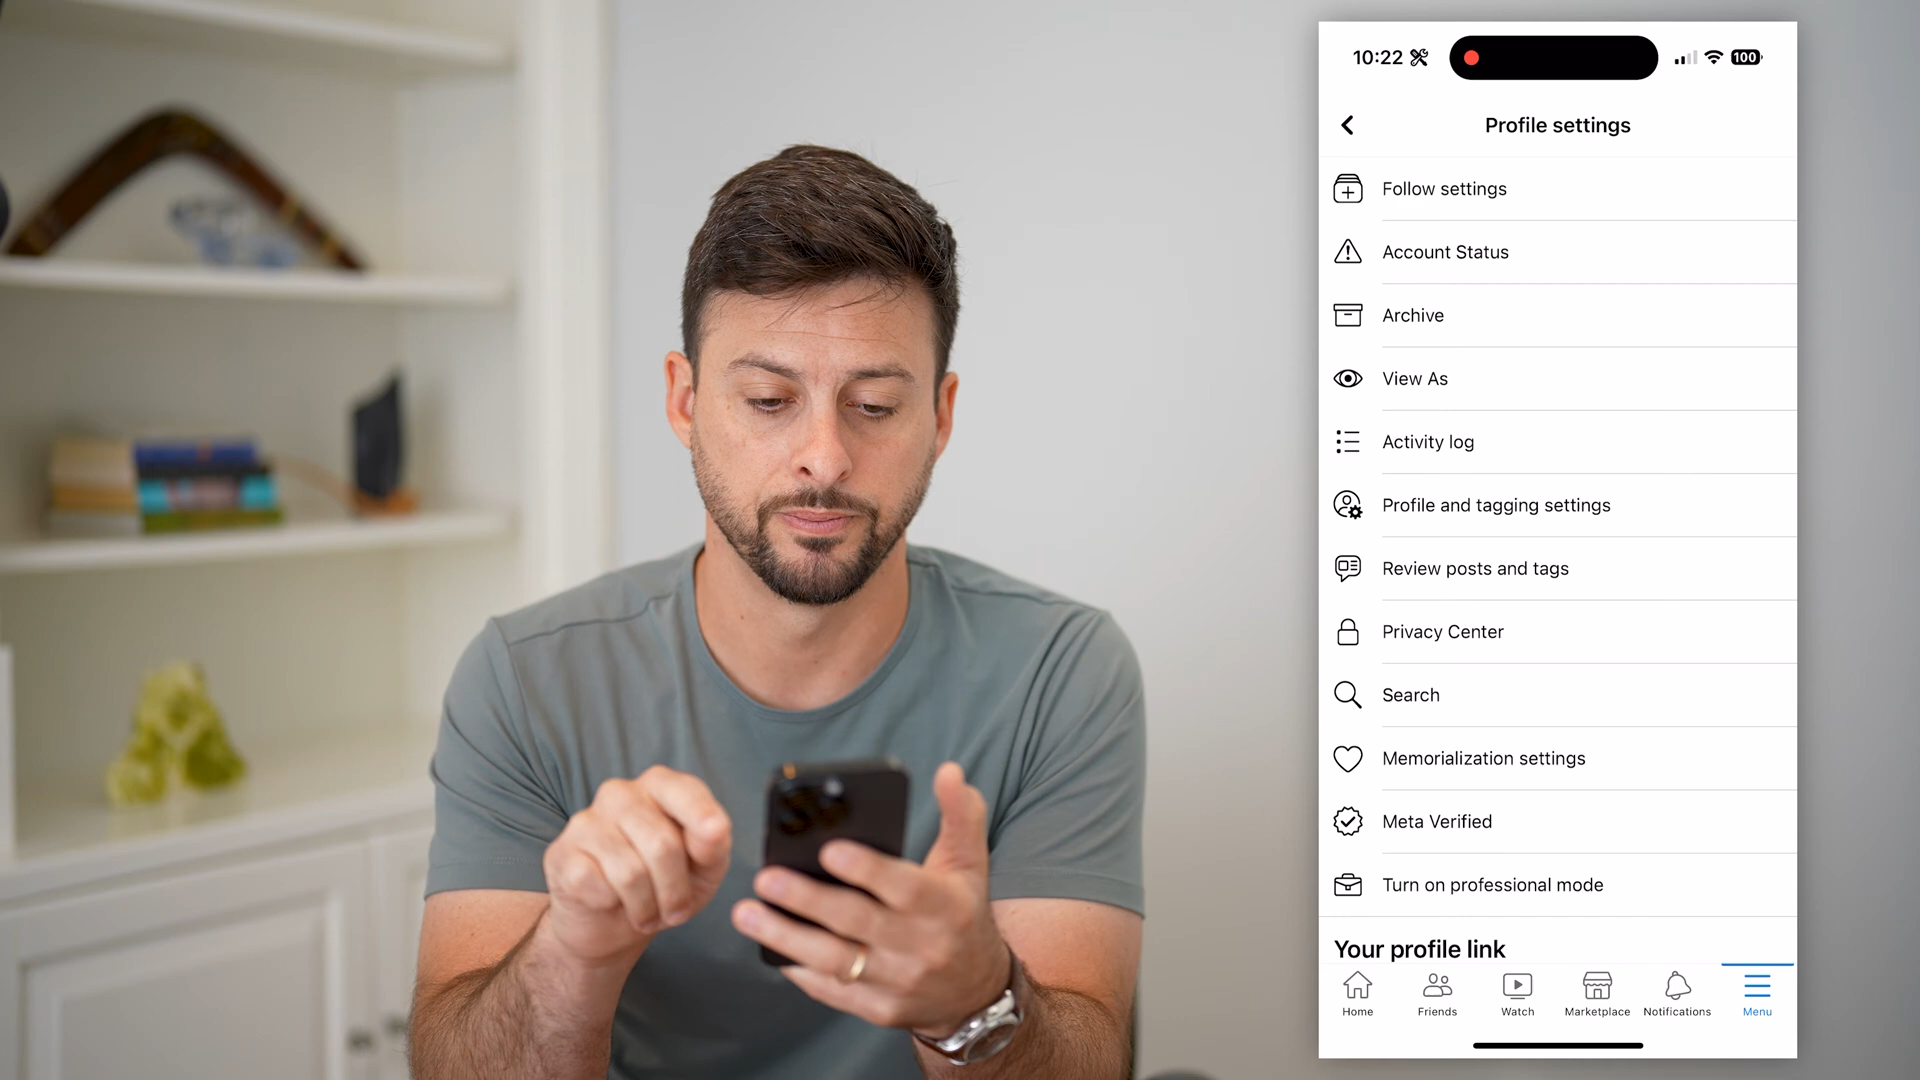 10:22
100
Profile settings
Follow settings
Account Status
Archive
View As
Activity log
Profile and tagging settings
Review posts and tags
Privacy Center
Search
Memorialization settings
Meta Verified
Turn on professional mode
Your profile link
Home Friends Watch Marketplace Notifications Menu